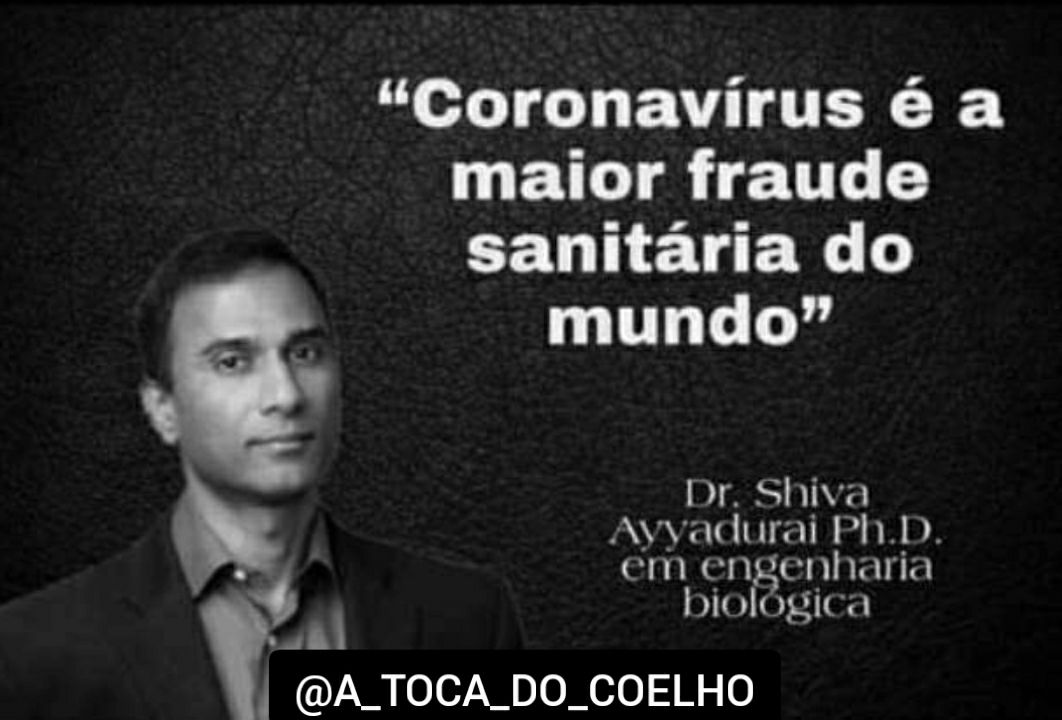 “Coronavírus é a
maior fraude
sanitária do
mundo”
Dr. Shiva
Ayyadurai Ph.D.
em engenharia
biológica
@A_TOCA_DO_COELHO